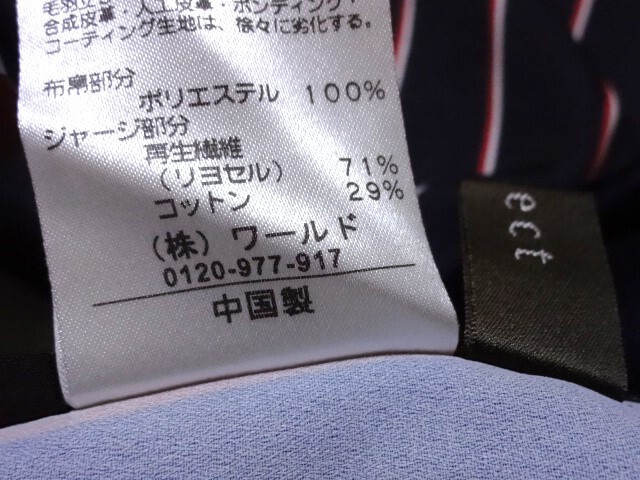 合成皮革・人工皮革・ボンディング・
コーティング生地は、徐々に劣化する。
布帛部分
ポリエステル 100%
ジャージ部分
再生繊維
(リヨセル) 71%
コットン 29%
(株)ワールド
0120-977-917
中国製
ect